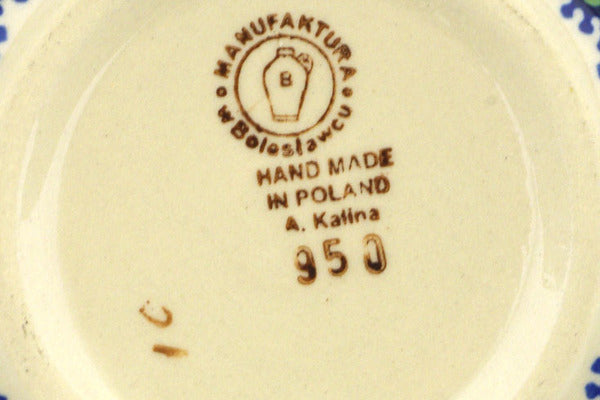 MANUFAKTURA
w Bolesławcu
B
HAND MADE
IN POLAND
A. Kalina
950